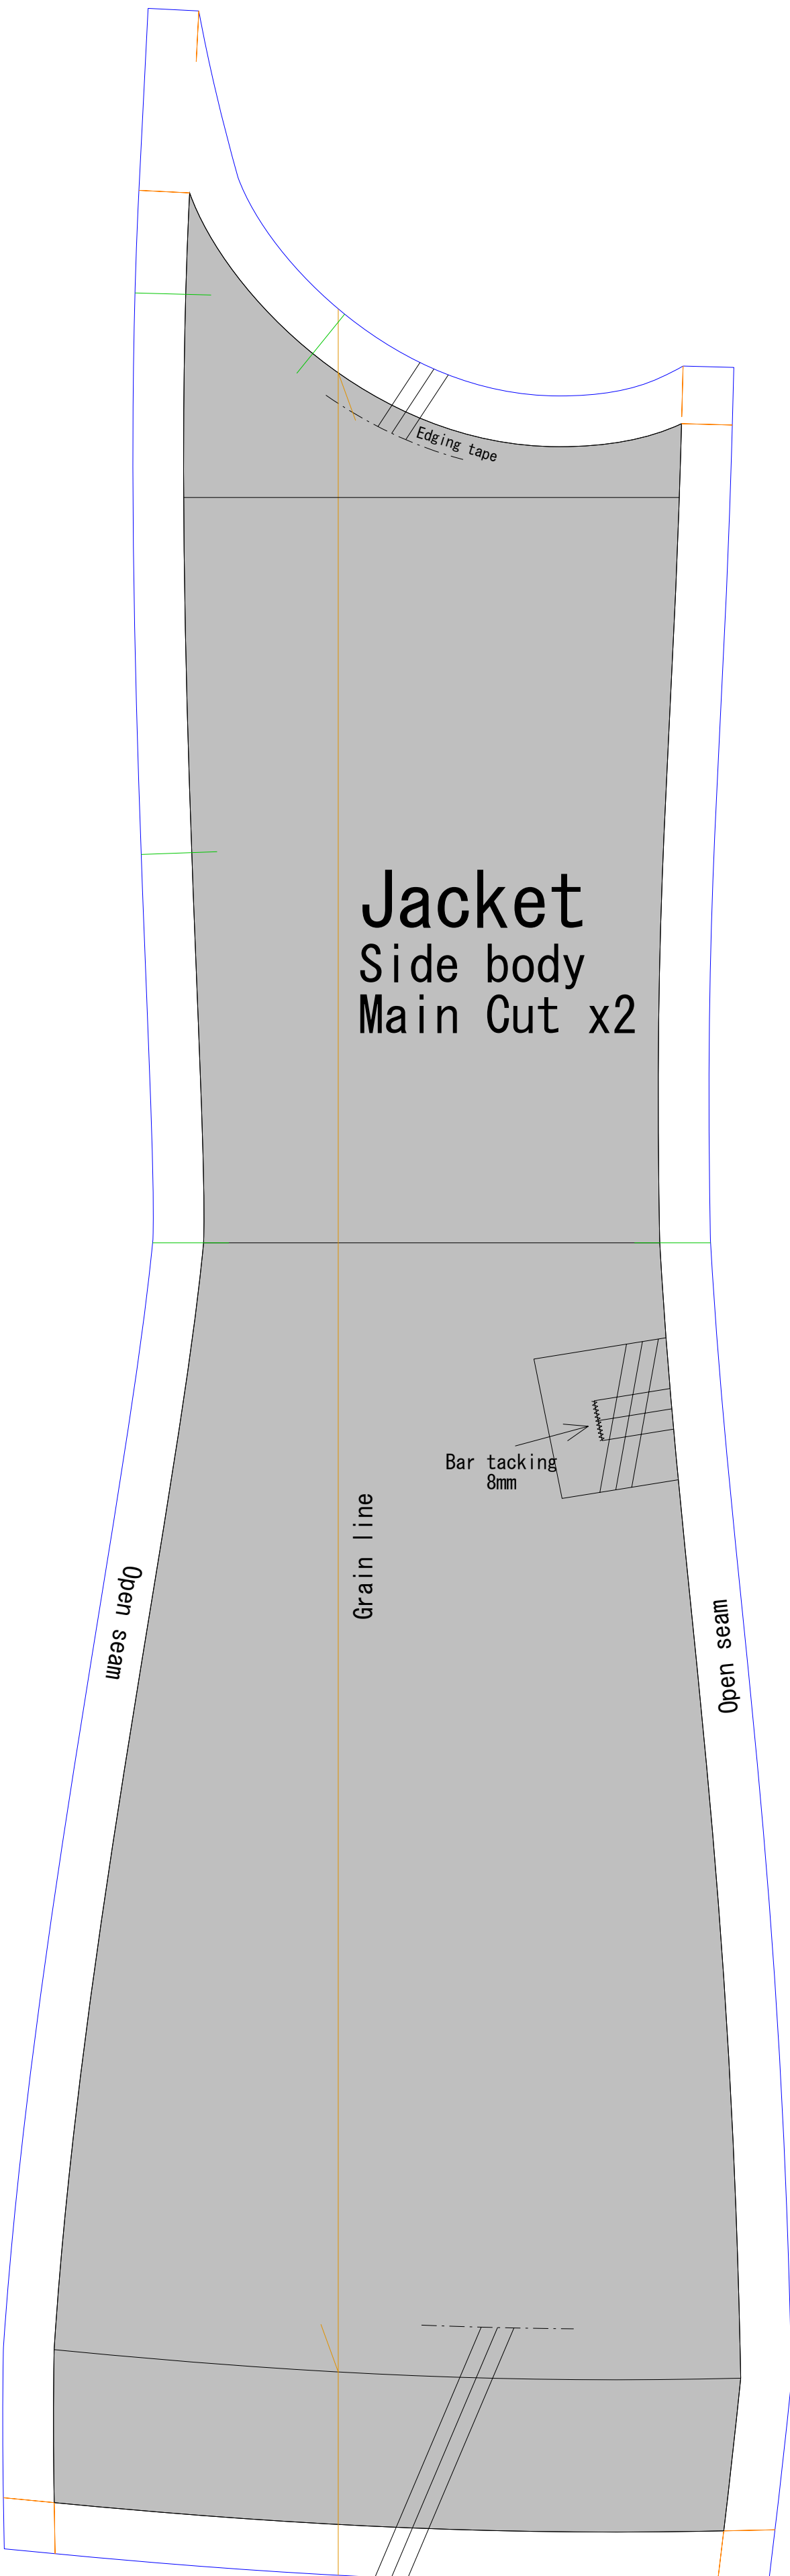 Edging tape
Jacket
Side body
Main Cut x2
Bar tacking
8mm
Grain line
Open seam
Open seam